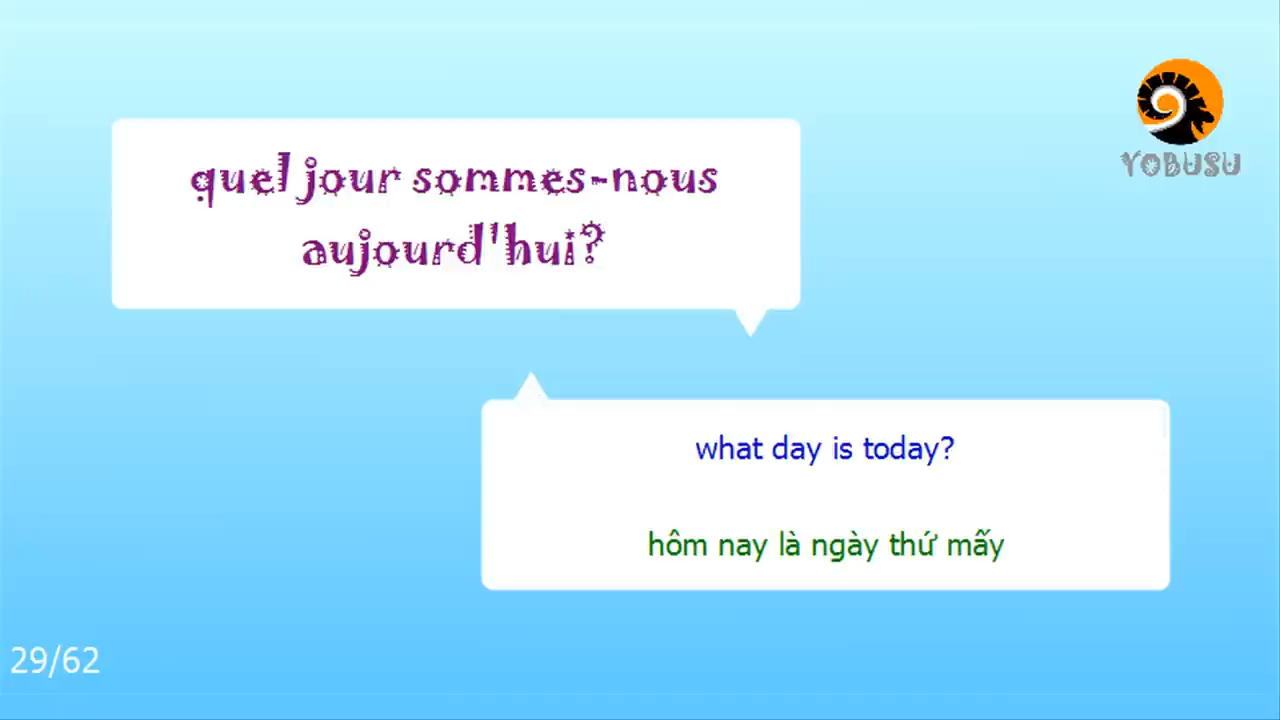 YOBUSU
quel jour sommes-nous
aujourd'hui?
what day is today?
hôm nay là ngày thứ mấy
29/62